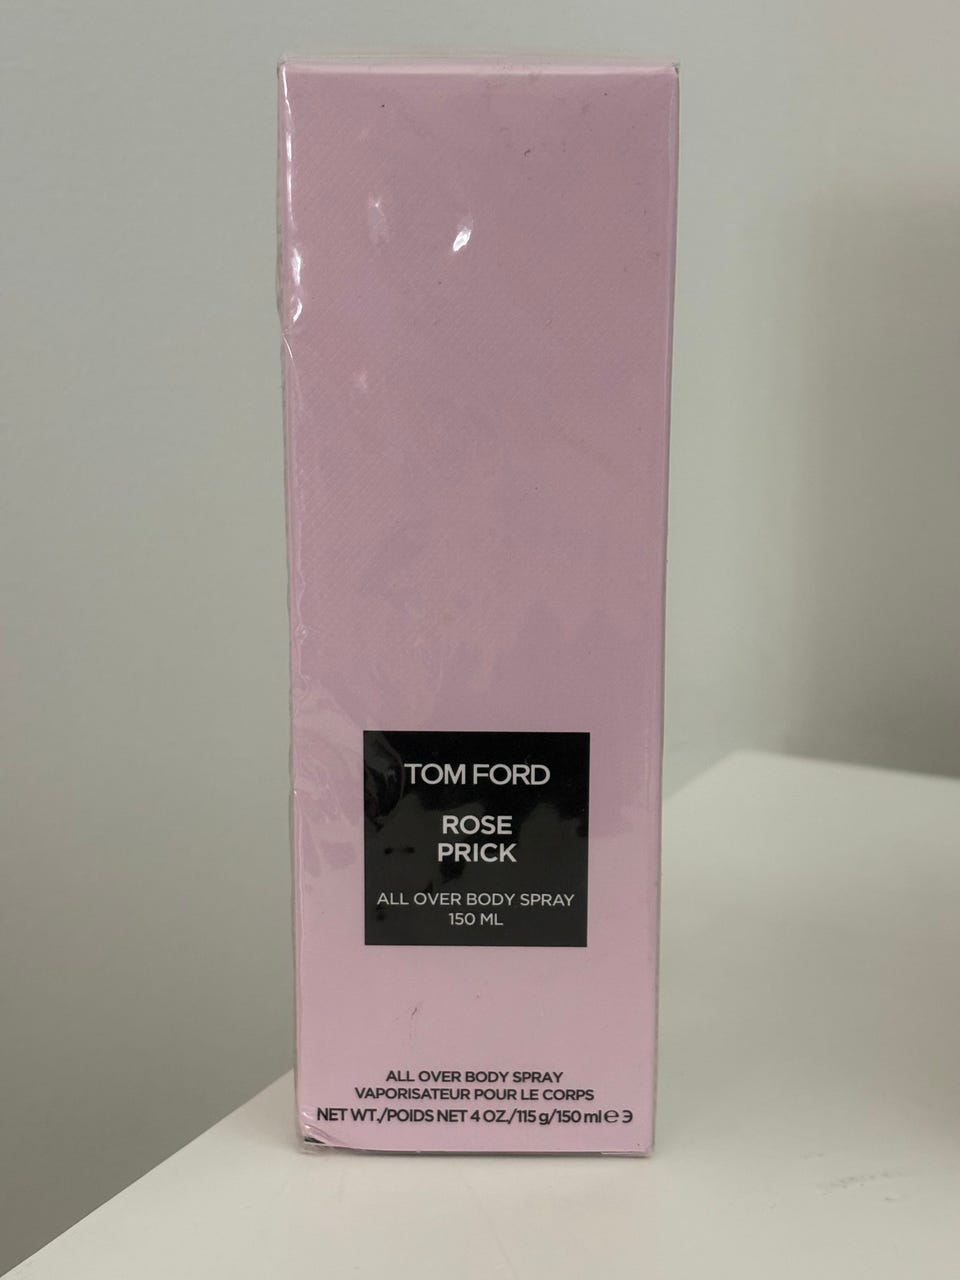 TOM FORD
ROSE
PRICK
ALL OVER BODY SPRAY
150 ML
ALL OVER BODY SPRAY
VAPORISATEUR POUR LE CORPS
NET WT./POIDS NET 4 OZ./115 g/150 ml ℮ Э